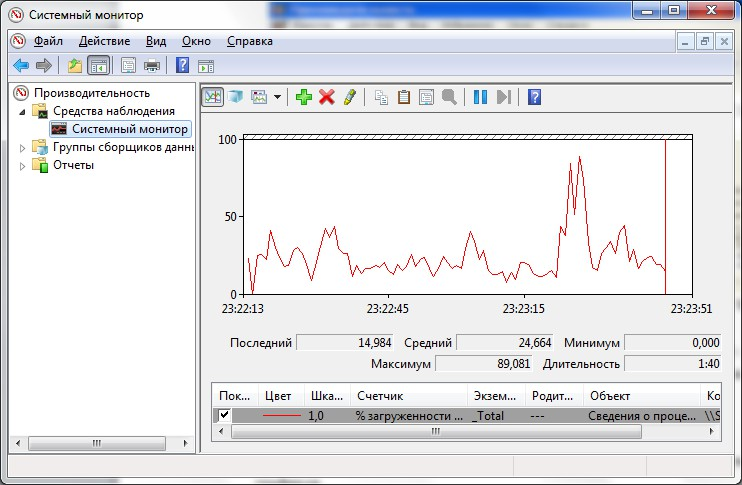 Системный монитор
Файл Действие Вид Окно Справка
Производительность
Средства наблюдения
Системный монитор
Группы сборщиков данны
Отчеты
100
50
0
23:22:13 23:22:45 23:23:15 23:23:51
Последний 14,984 Средний 24,664 Минимум 0,000
Максимум 89,081 Длительность 1:40
Пок... Цвет Шка... Счетчик Экзем... Родит... Объект Ко
1,0 % загруженности ... _Total --- Сведения о проце... \\S